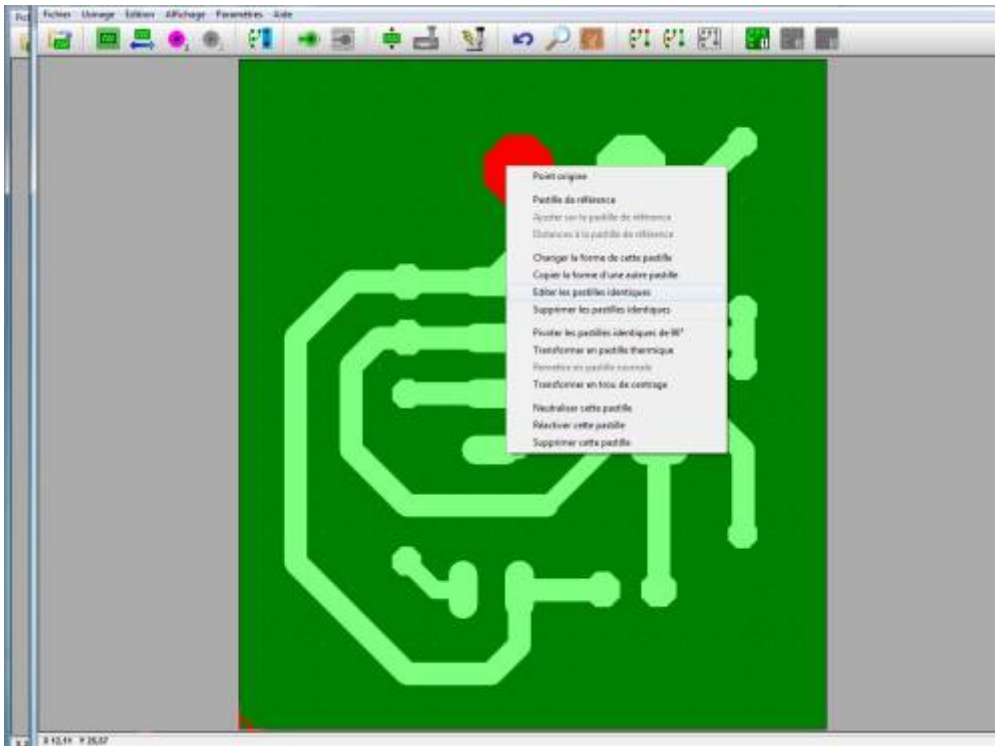 Fichier Usinage Edition Affichage Paramètres Aide
Point origine
Pastille de référence
Ajuster sur la pastille de référence
Distances à la pastille de référence
Changer la forme de cette pastille
Copier la forme d'une autre pastille
Editer les pastilles identiques
Supprimer les pastilles identiques
Pivoter les pastilles identiques de 90°
Transformer en pastille thermique
Remettre en pastille normale
Transformer en trou de centrage
Neutraliser cette pastille
Réactiver cette pastille
Supprimer cette pastille